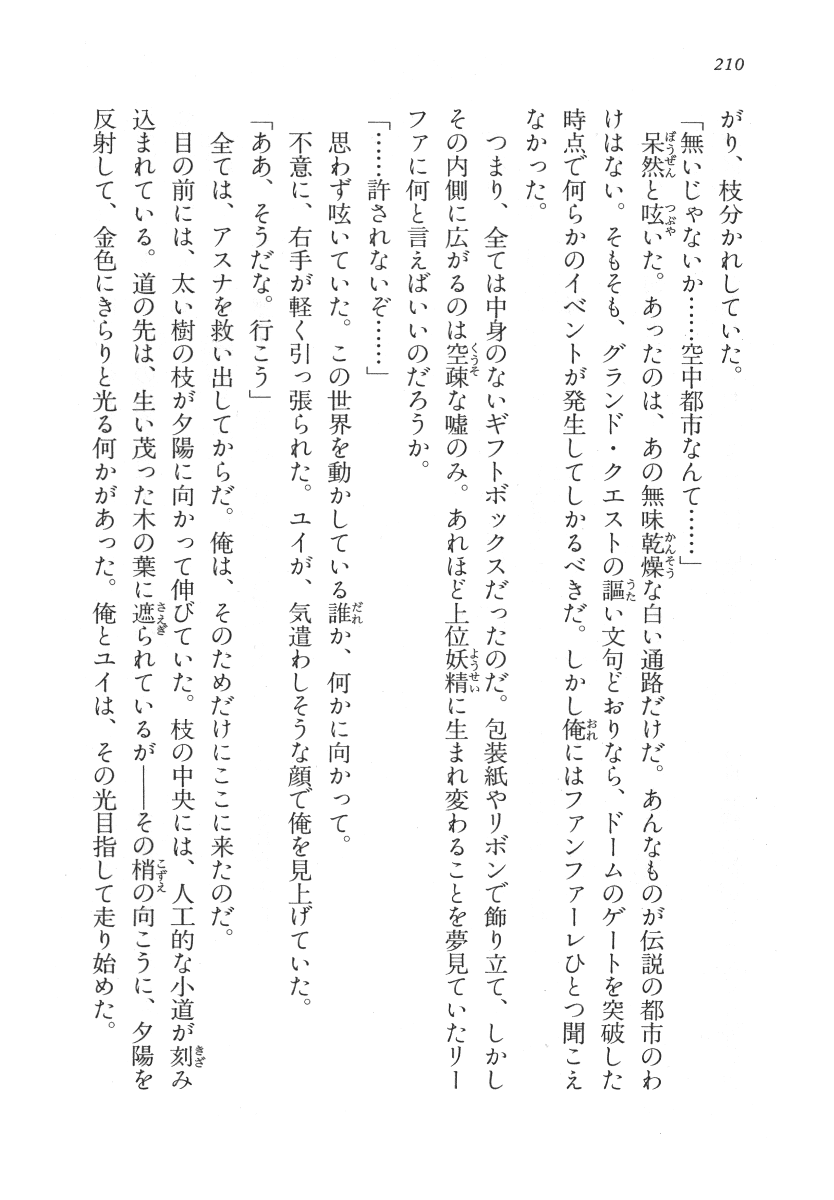 210
がり、枝分かれしていた。
「無いじゃないか……空中都市なんて……」
呆然と呟いた。あったのは、あの無味乾燥な白い通路だけだ。あんなものが伝説の都市のわ
けはない。そもそも、グランド・クエストの謳い文句どおりなら、ドームのゲートを突破した
時点で何らかのイベントが発生してしかるべきだ。しかし俺にはファンファーレひとつ聞こえ
なかった。
つまり、全ては中身のないギフトボックスだったのだ。包装紙やリボンで飾り立て、しかし
その内側に広がるのは空疎な嘘のみ。あれほど上位妖精に生まれ変わることを夢見ていたリー
ファに何と言えばいいのだろうか。
「……許されないぞ……」
思わず呟いていた。この世界を動かしている誰か、何かに向かって。
不意に、右手が軽く引っ張られた。ユイが、気遣わしそうな顔で俺を見上げていた。
「ああ、そうだな。行こう」
全ては、アスナを救い出してからだ。俺は、そのためだけにここに来たのだ。
目の前には、太い樹の枝が夕陽に向かって伸びていた。枝の中央には、人工的な小道が刻み
込まれている。道の先は、生い茂った木の葉に遮られているが――その梢の向こうに、夕陽を
反射して、金色にきらりと光る何かがあった。俺とユイは、その光目指して走り始めた。